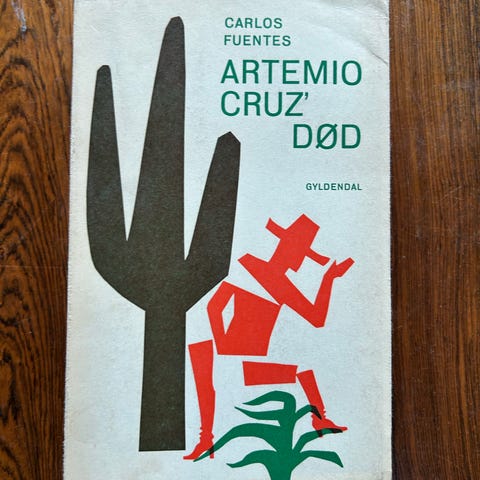 CARLOS
FUENTES
ARTEMIO
CRUZ'
DØD
GYLDENDAL